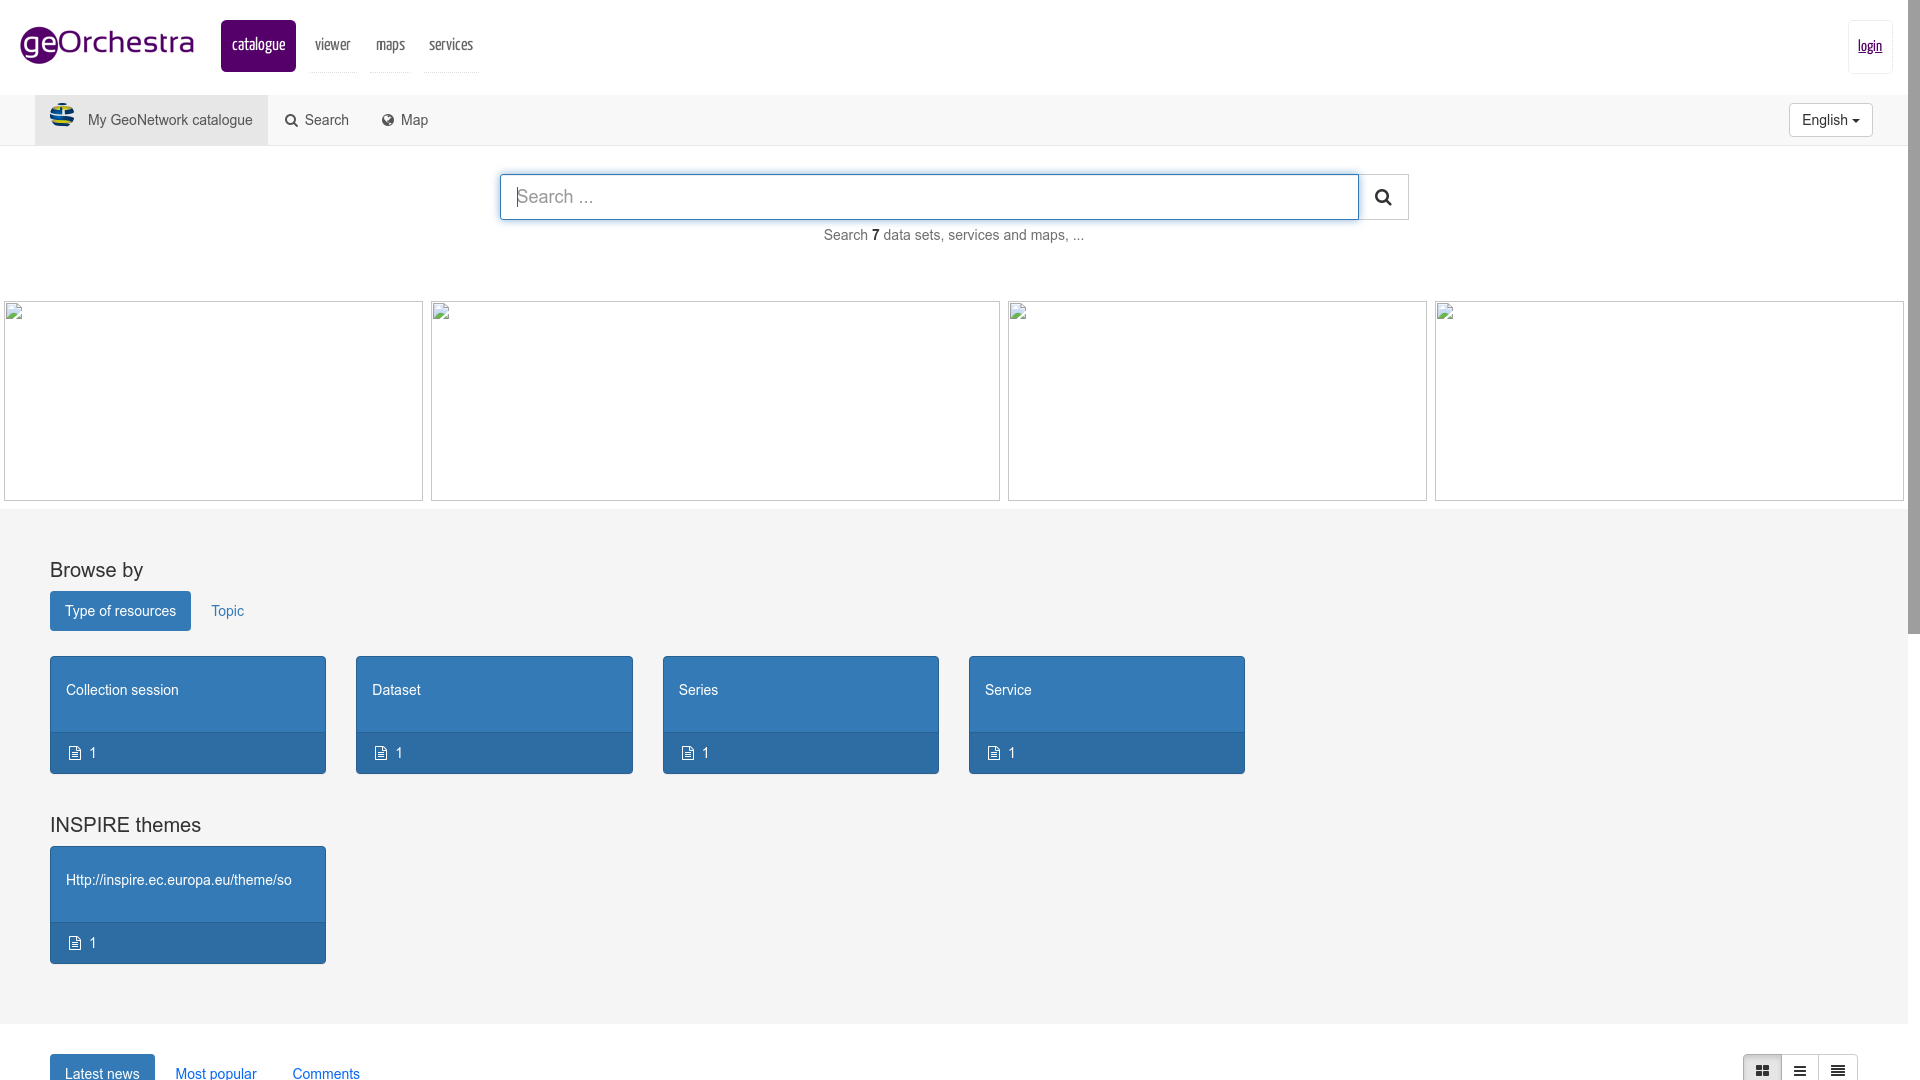 geOrchestra
catalogue
viewer
maps
services
login
My GeoNetwork catalogue
Search
Map
English
Search ...
Search 7 data sets, services and maps, ...
Browse by
Type of resources
Topic
Collection session
Dataset
Series
Service
1
1
1
1
INSPIRE themes
Http://inspire.ec.europa.eu/theme/so
1
Latest news
Most popular
Comments